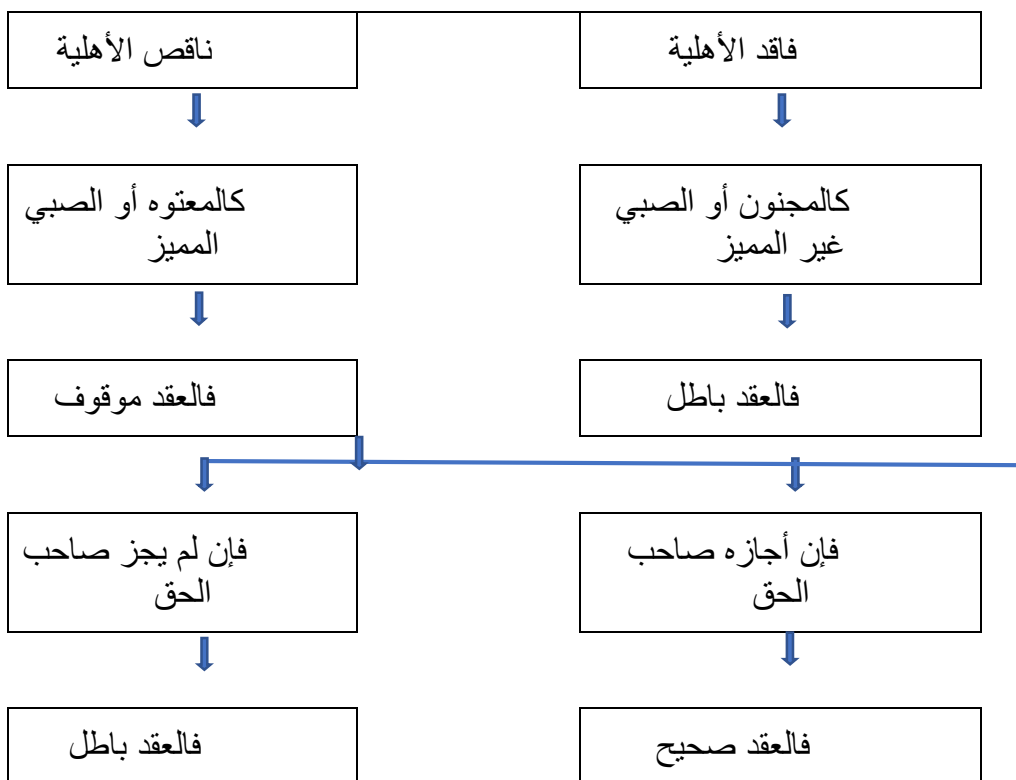 فاقد الأهلية
ناقص الأهلية
كالمجنون أو الصبي
غير المميز
كالمعتوه أو الصبي
المميز
فالعقد باطل
فالعقد موقوف
فإن أجازه صاحب
الحق
فإن لم يجز صاحب
الحق
فالعقد صحيح
فالعقد باطل